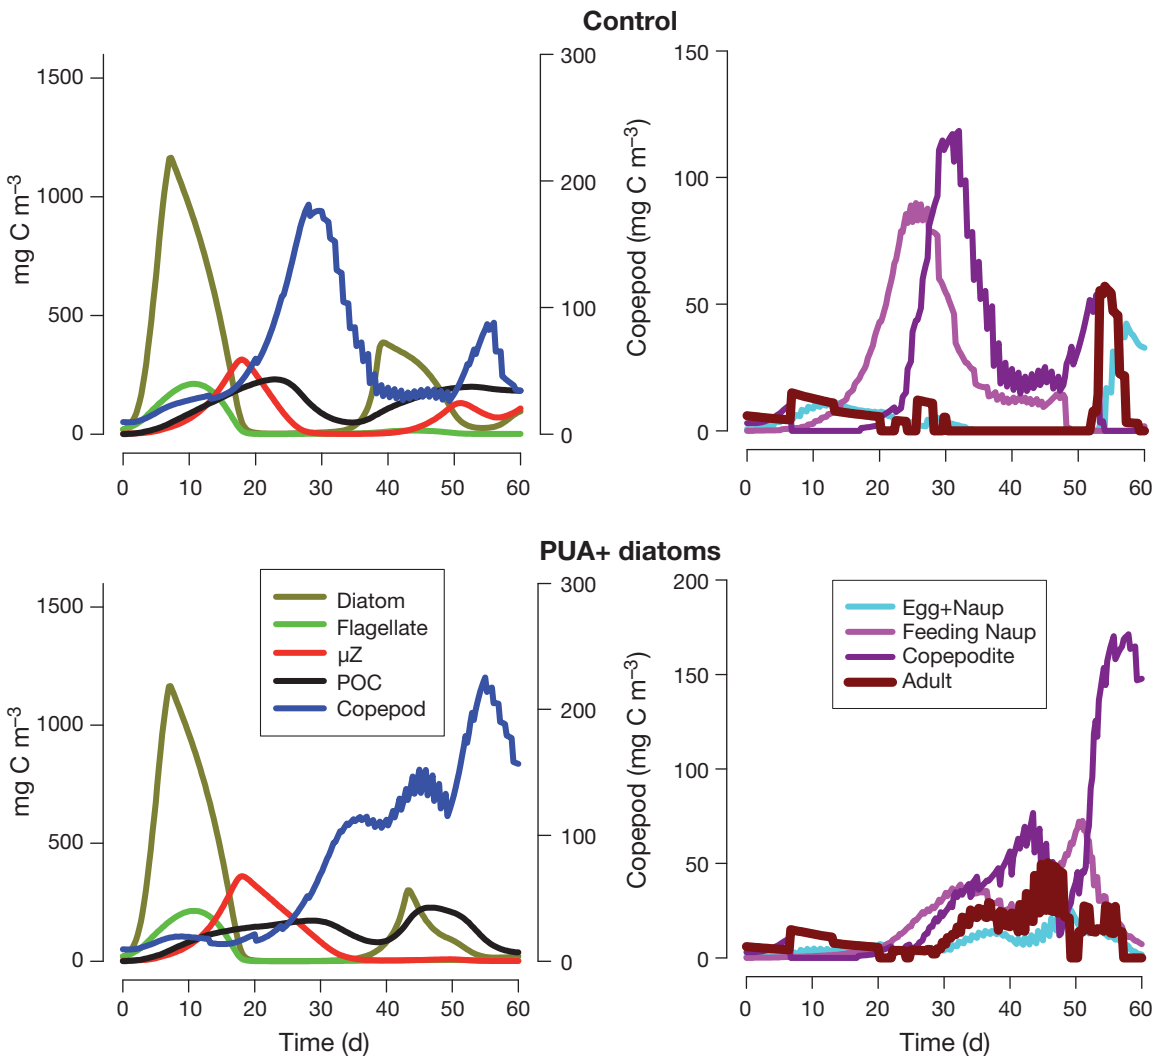 Control
1500
1000
500
0
mg C m–3
300
200
100
0
0 10 20 30 40 50 60
150
100
50
0
Copepod (mg C m–3)
0 10 20 30 40 50 60
PUA+ diatoms
1500
1000
500
0
mg C m–3
300
200
100
0
Diatom
Flagellate
µZ
POC
Copepod
0 10 20 30 40 50 60
Time (d)
200
150
100
50
0
Copepod (mg C m–3)
Egg+Naup
Feeding Naup
Copepodite
Adult
0 10 20 30 40 50 60
Time (d)